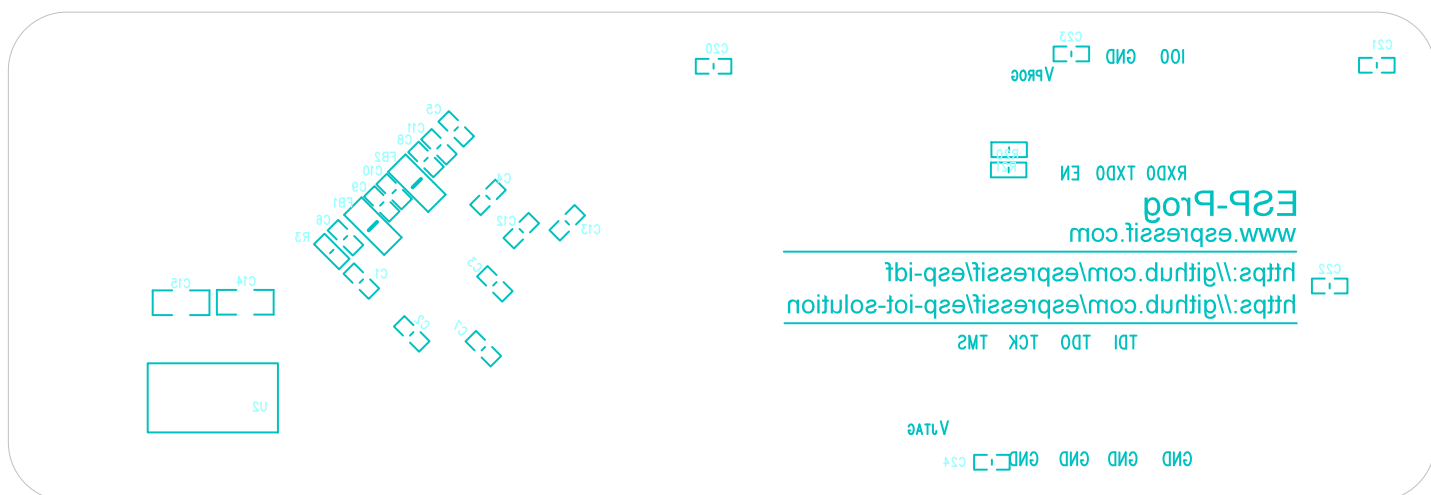 C20
C23
C21
GND IO0
VPROG
C5
C11
C8
FB2
C10
C9
FB1
C6
R3
C4
C12
C13
C1
C3
C2
C7
R20
R21
EN TXD0 RXD0
ESP-Prog
www.espressif.com
https://github.com/espressif/esp-idf
https://github.com/espressif/esp-iot-solution
C22
TMS TCK TDO TDI
C15
C14
U2
VJTAG
C24
GND GND GND GND